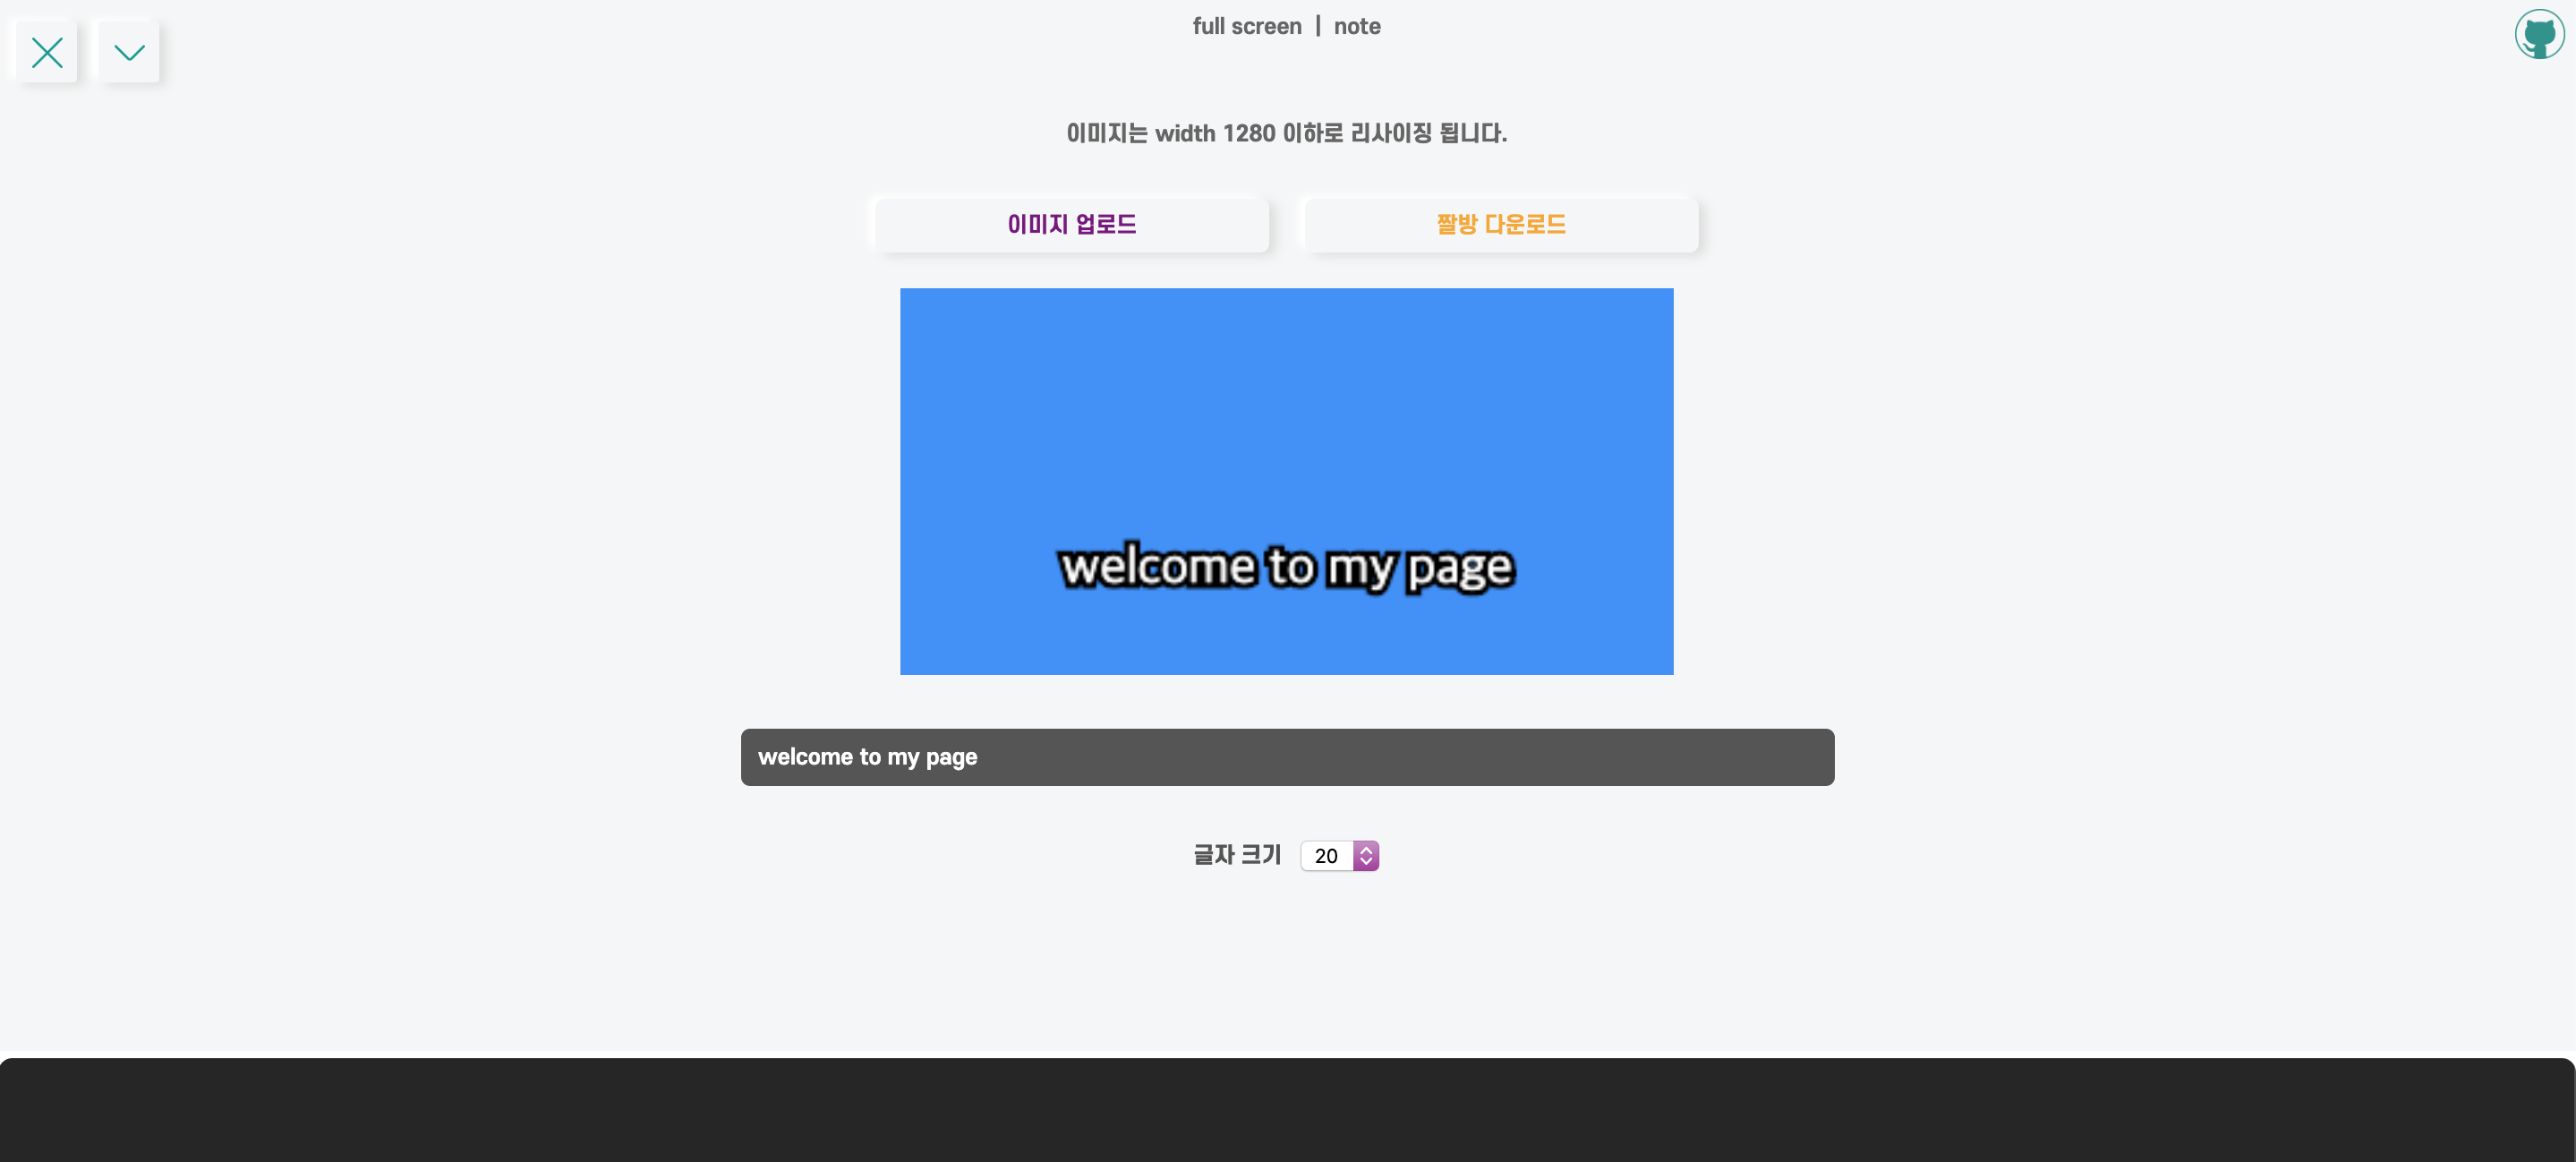 full screen | note
이미지는 width 1280 이하로 리사이징 됩니다.
이미지 업로드
짤방 다운로드
welcome to my page
welcome to my page
글자 크기 20